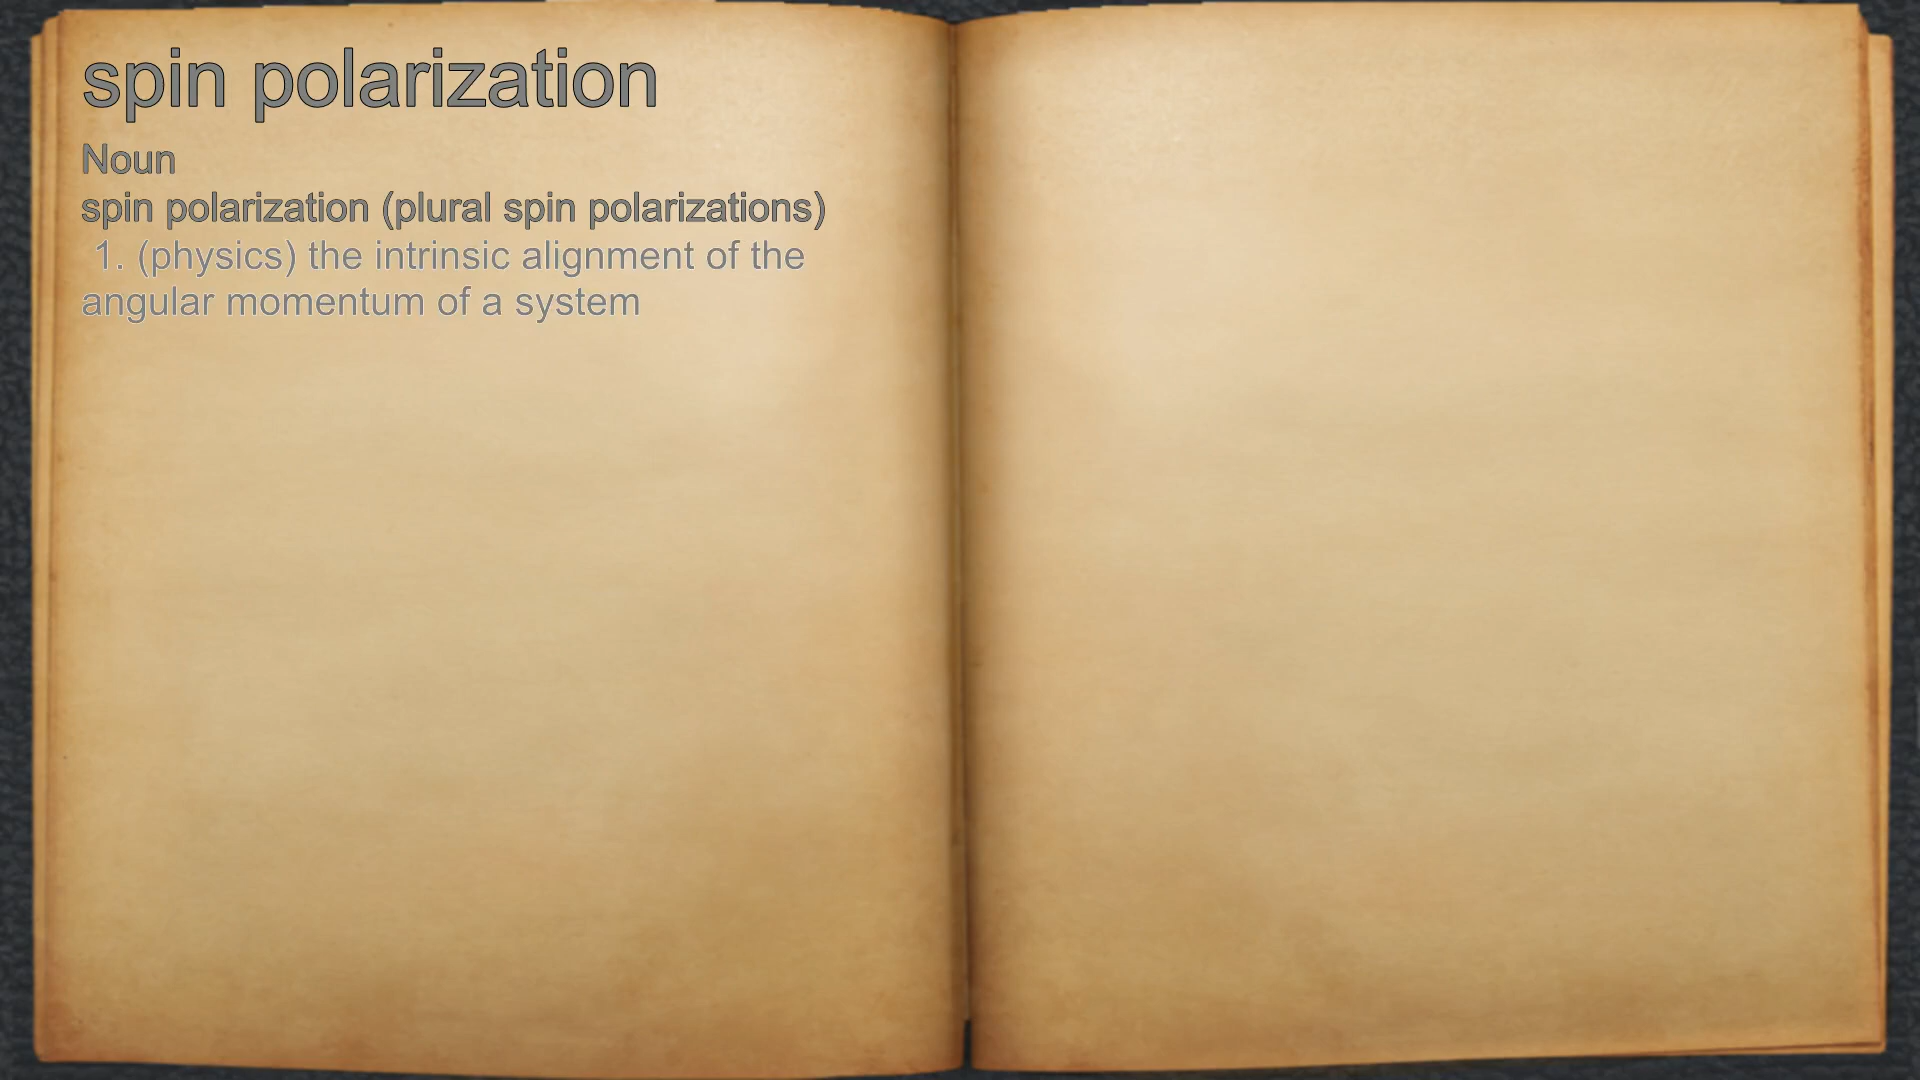 spin polarization
Noun
spin polarization (plural spin polarizations)
1. (physics) the intrinsic alignment of the
angular momentum of a system